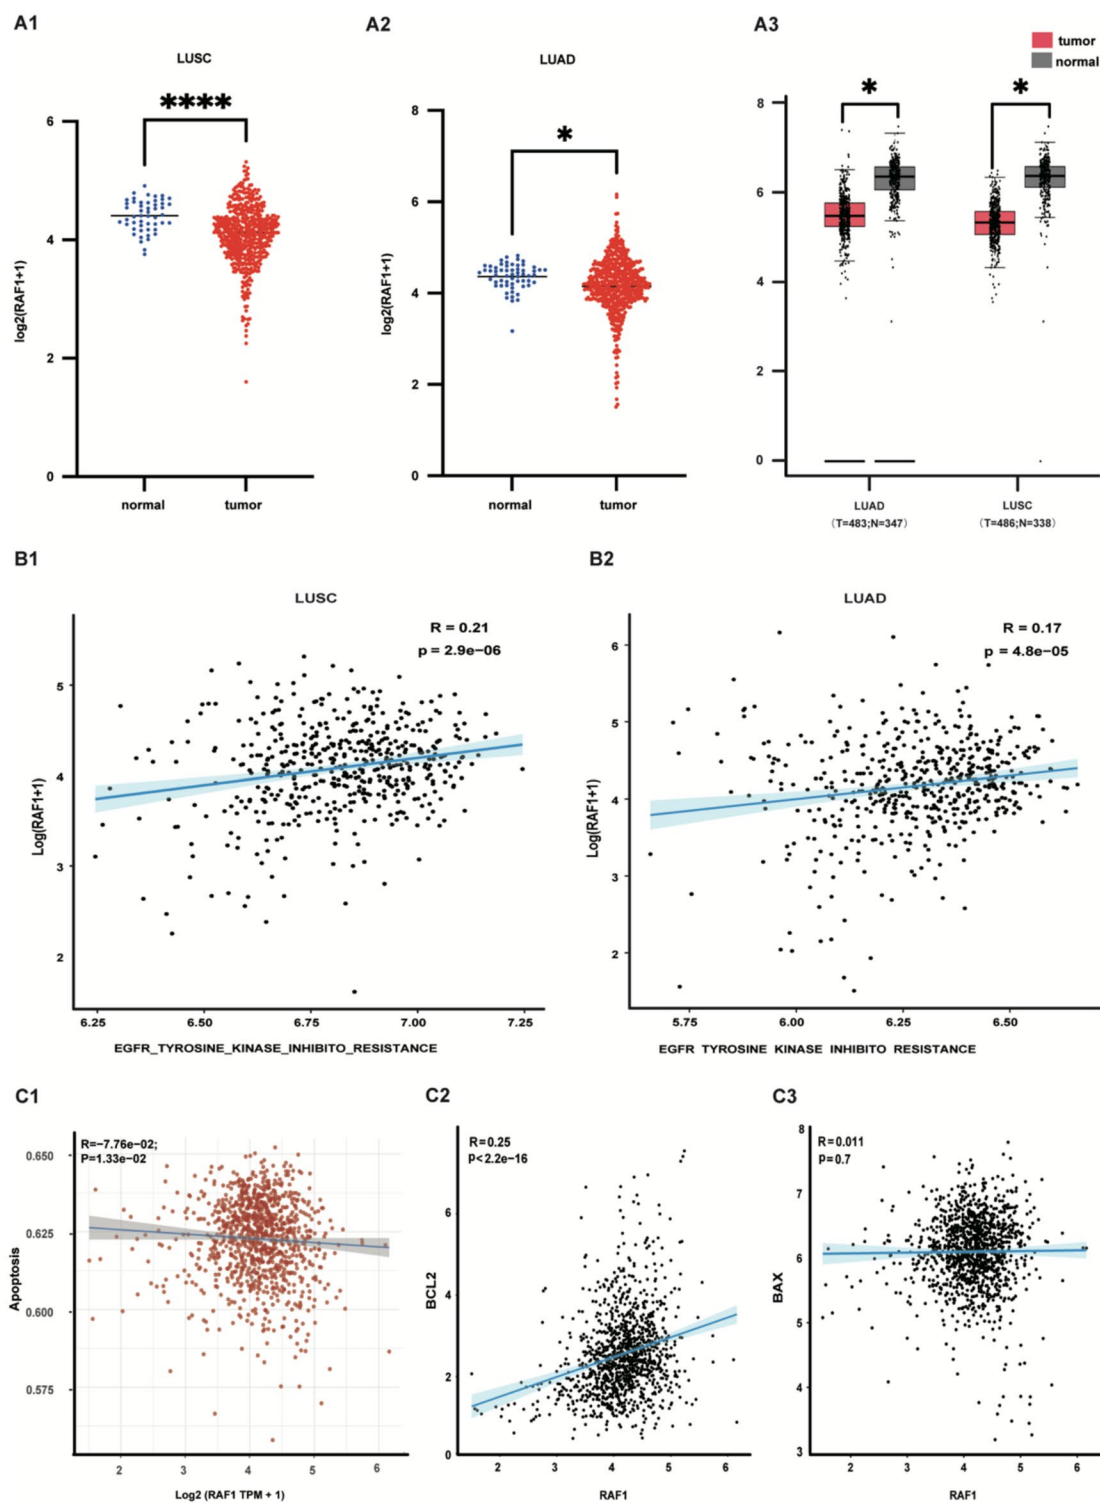 A1
LUSC
****
6
4
2
0
log2(RAF1+1)
normal
tumor
A2
LUAD
*
8
6
4
2
0
log2(RAF1+1)
normal
tumor
A3
tumor
normal
*
*
8
6
4
2
0
LUAD
(T=483;N=347)
LUSC
(T=486;N=338)
B1
LUSC
R = 0.21
p = 2.9e−06
5
4
3
2
Log(RAF1+1)
6.25
6.50
6.75
7.00
7.25
EGFR_TYROSINE_KINASE_INHIBITO_RESISTANCE
B2
LUAD
R = 0.17
p = 4.8e−05
6
5
4
3
2
Log(RAF1+1)
5.75
6.00
6.25
6.50
EGFR TYROSINE KINASE INHIBITO RESISTANCE
C1
R=−7.76e−02;
P=1.33e−02
0.650
0.625
0.600
0.575
Apoptosis
2
3
4
5
6
Log2 (RAF1 TPM + 1)
C2
R=0.25
p<2.2e−16
6
4
2
0
BCL2
2
3
4
5
6
RAF1
C3
R=0.011
p=0.7
8
7
6
5
4
3
BAX
2
3
4
5
6
RAF1